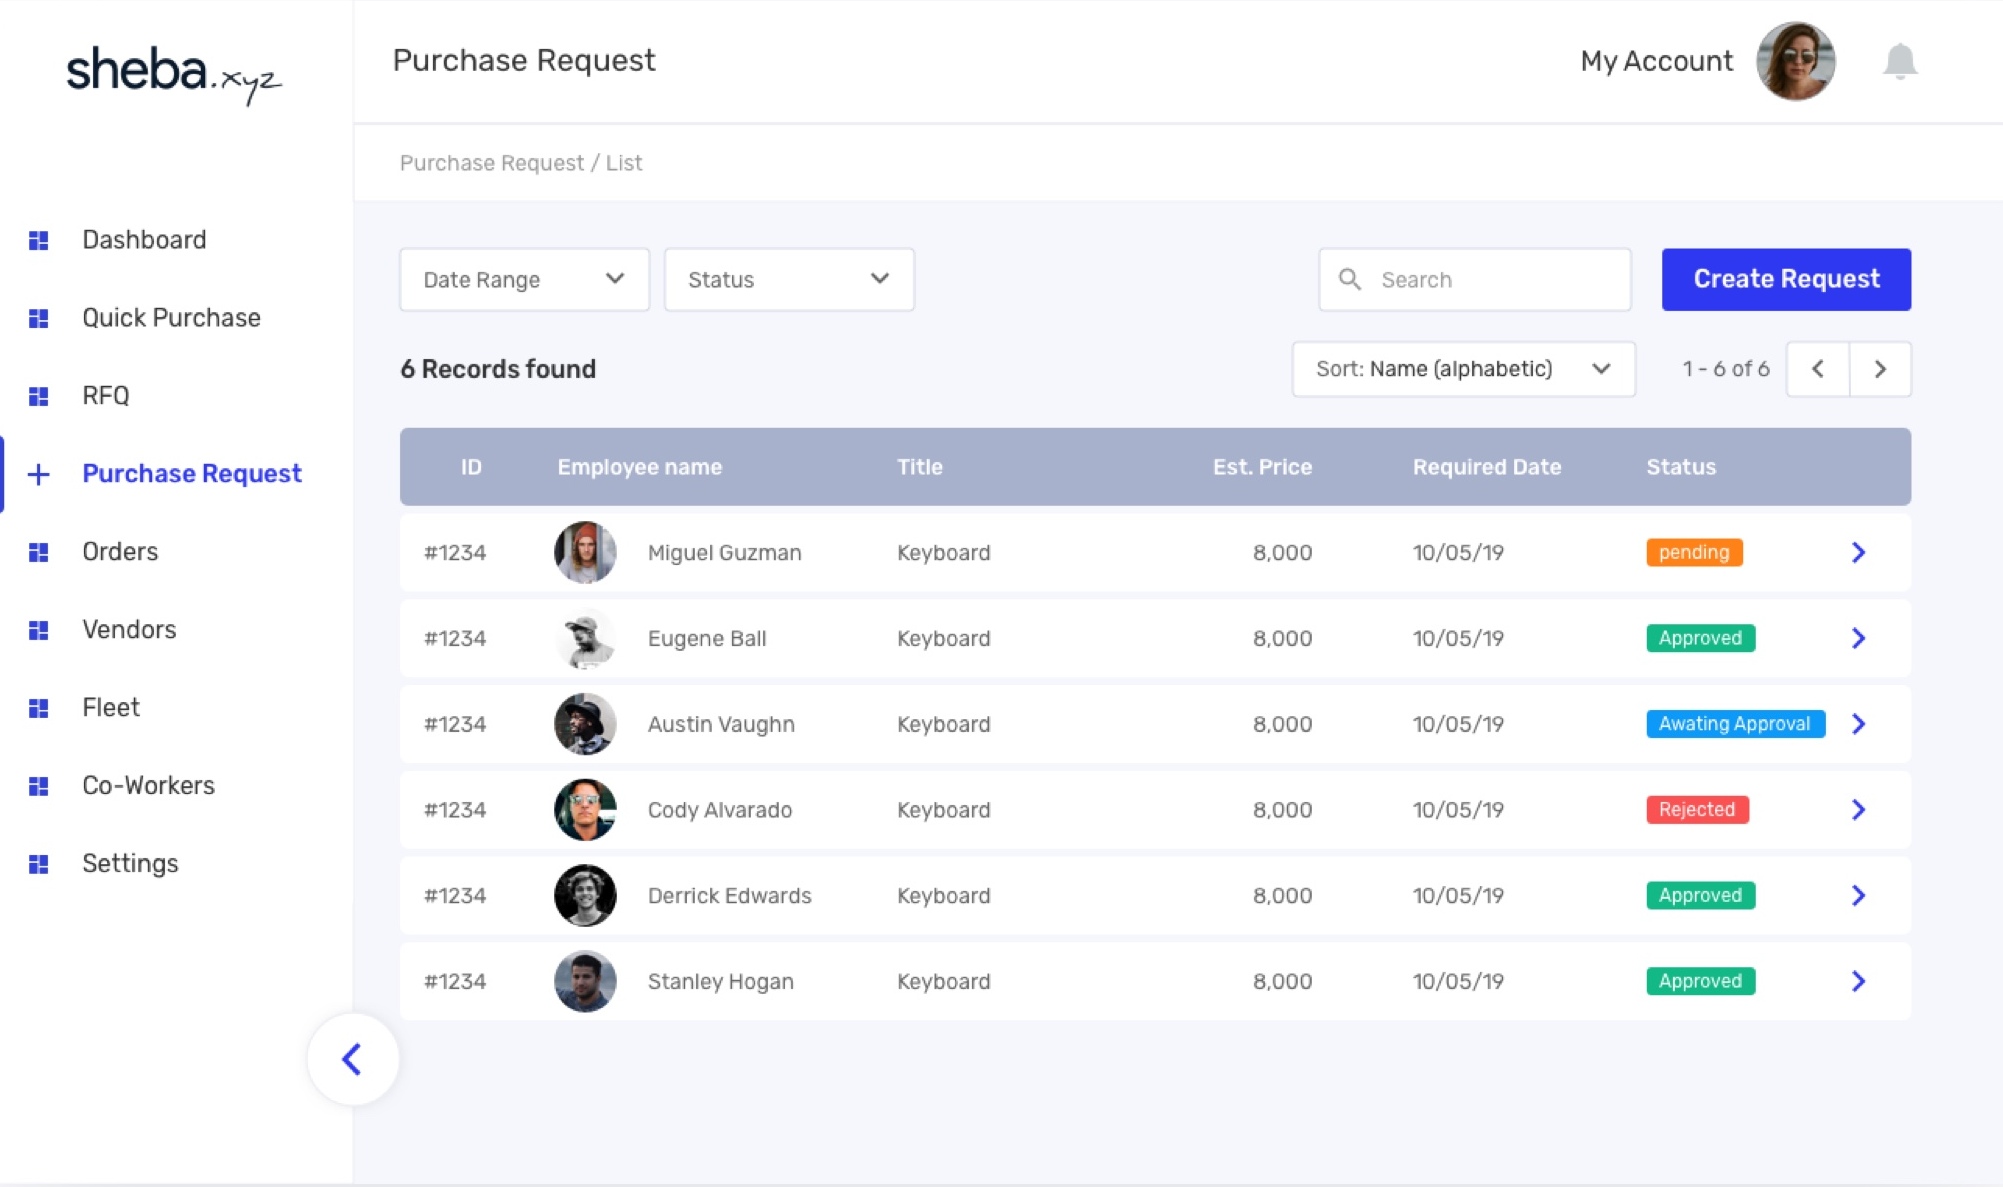 sheba.xyz
Purchase Request
My Account
Purchase Request / List
Dashboard
Quick Purchase
RFQ
Purchase Request
Orders
Vendors
Fleet
Co-Workers
Settings
Date Range
Status
Search
Create Request
6 Records found
Sort: Name (alphabetic)
1 - 6 of 6
ID Employee name Title Est. Price Required Date Status
#1234 Miguel Guzman Keyboard 8,000 10/05/19 pending
#1234 Eugene Ball Keyboard 8,000 10/05/19 Approved
#1234 Austin Vaughn Keyboard 8,000 10/05/19 Awating Approval
#1234 Cody Alvarado Keyboard 8,000 10/05/19 Rejected
#1234 Derrick Edwards Keyboard 8,000 10/05/19 Approved
#1234 Stanley Hogan Keyboard 8,000 10/05/19 Approved